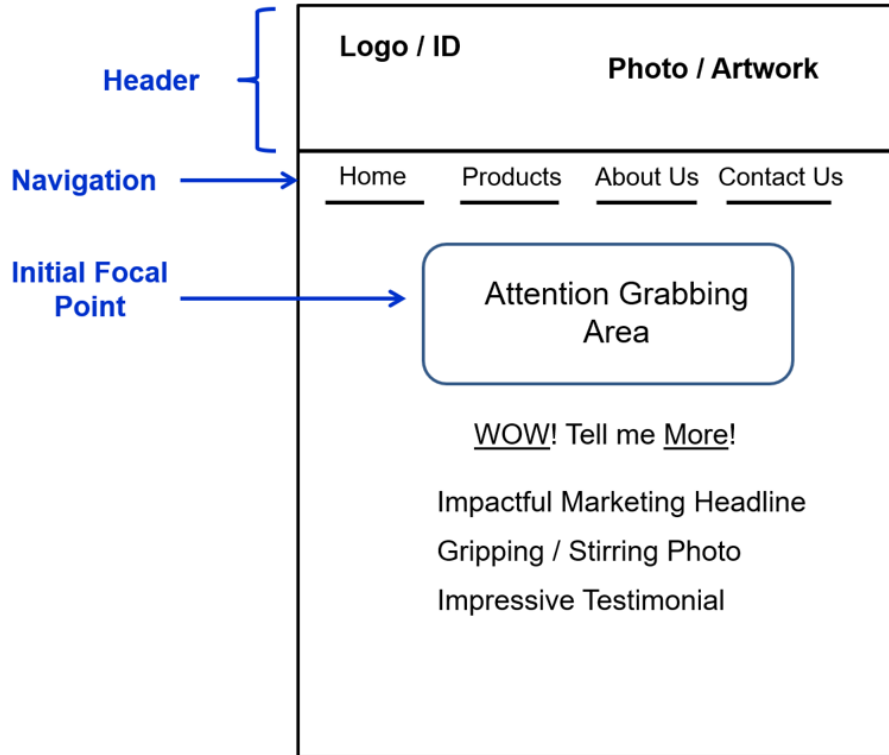 Logo / ID
Photo / Artwork
Header
Navigation
Home Products About Us Contact Us
Initial Focal
Point
Attention Grabbing
Area
WOW! Tell me More!
Impactful Marketing Headline
Gripping / Stirring Photo
Impressive Testimonial